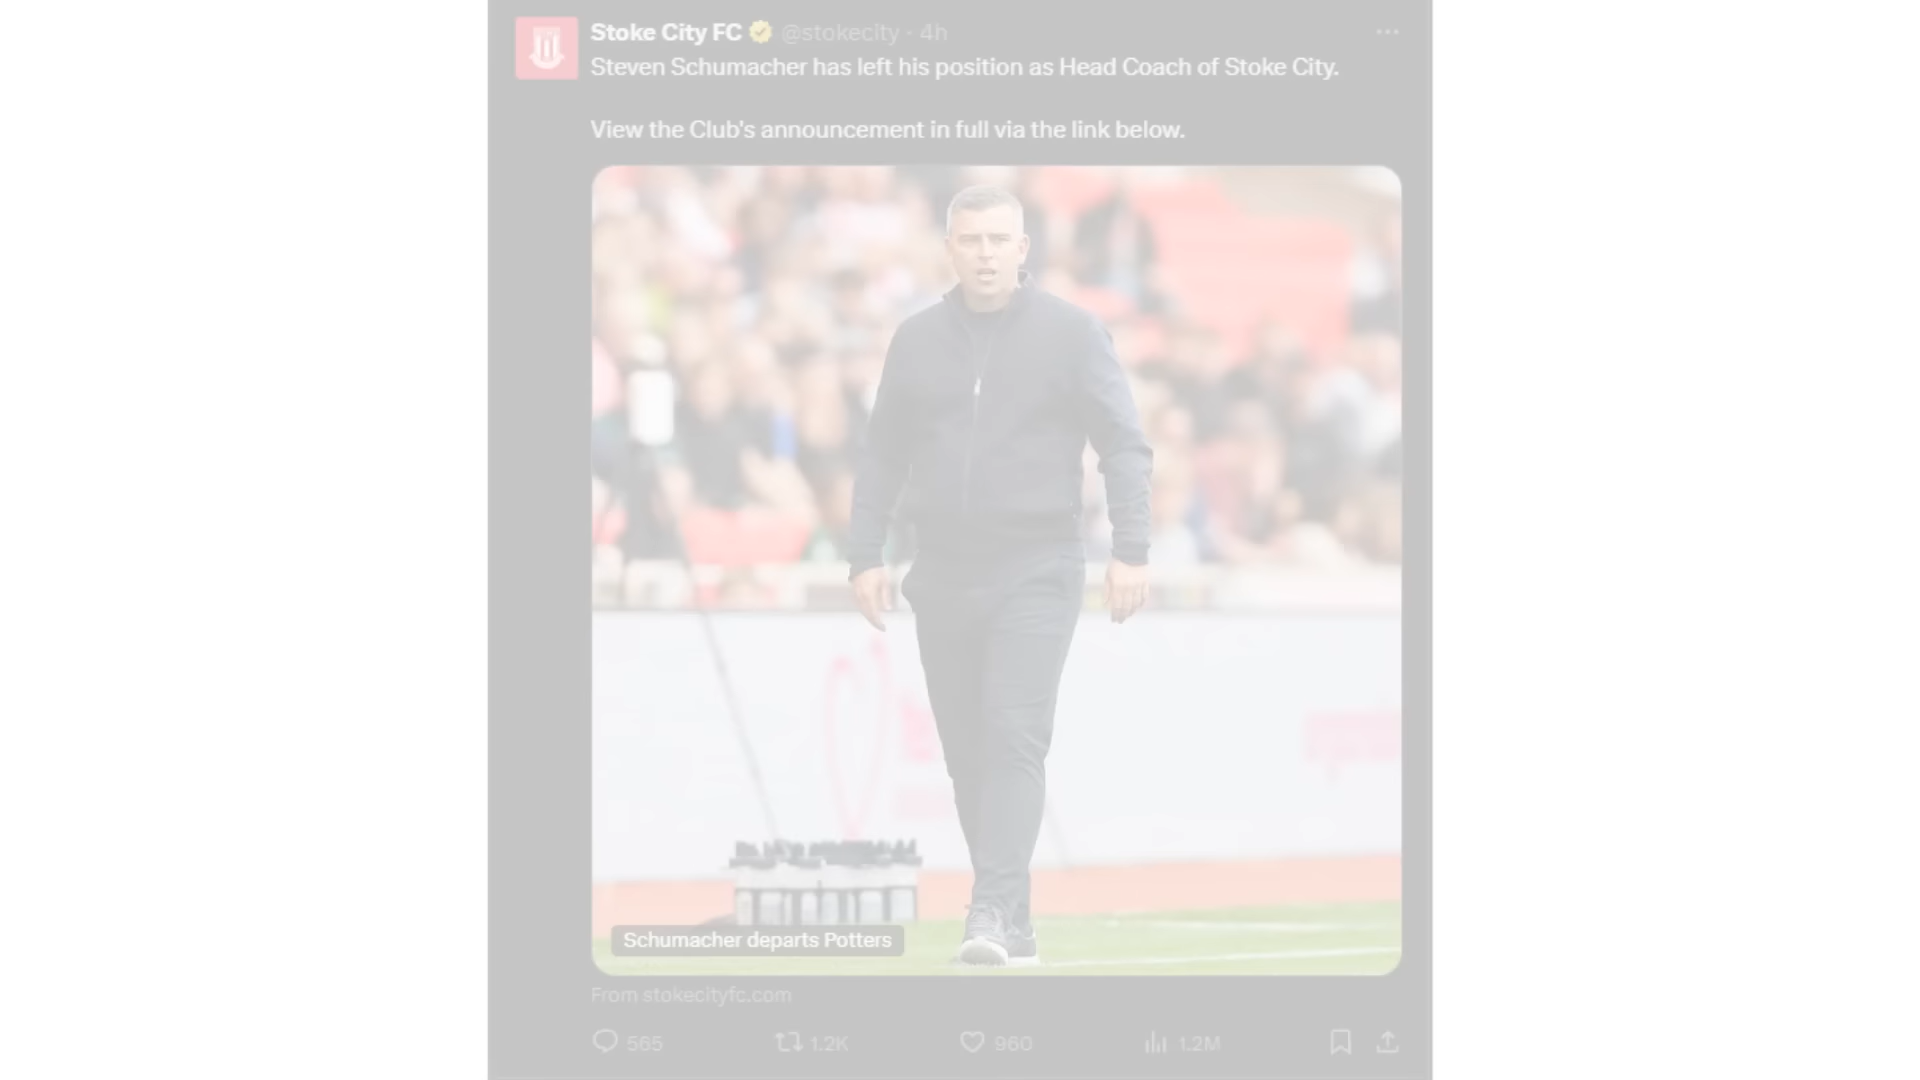 Stoke City FC @stokecity · 4h
Steven Schumacher has left his position as Head Coach of Stoke City.
View the Club's announcement in full via the link below.
Schumacher departs Potters
From stokecityfc.com
565 1.2K 960 1.2M